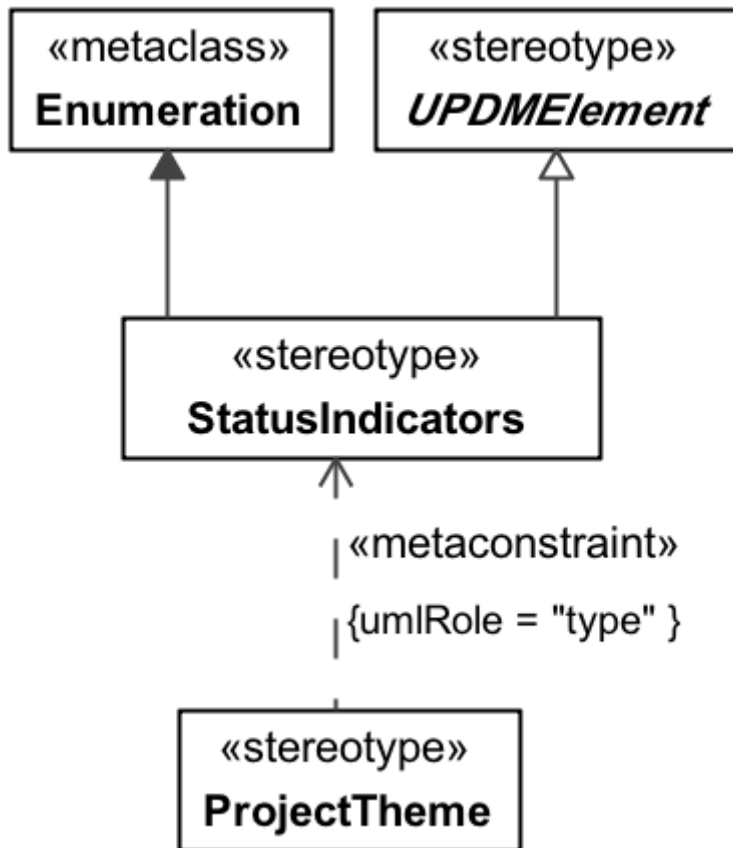 «metaclass»
Enumeration
«stereotype»
UPDMElement
«stereotype»
StatusIndicators
«metaconstraint»
{umlRole = "type" }
«stereotype»
ProjectTheme